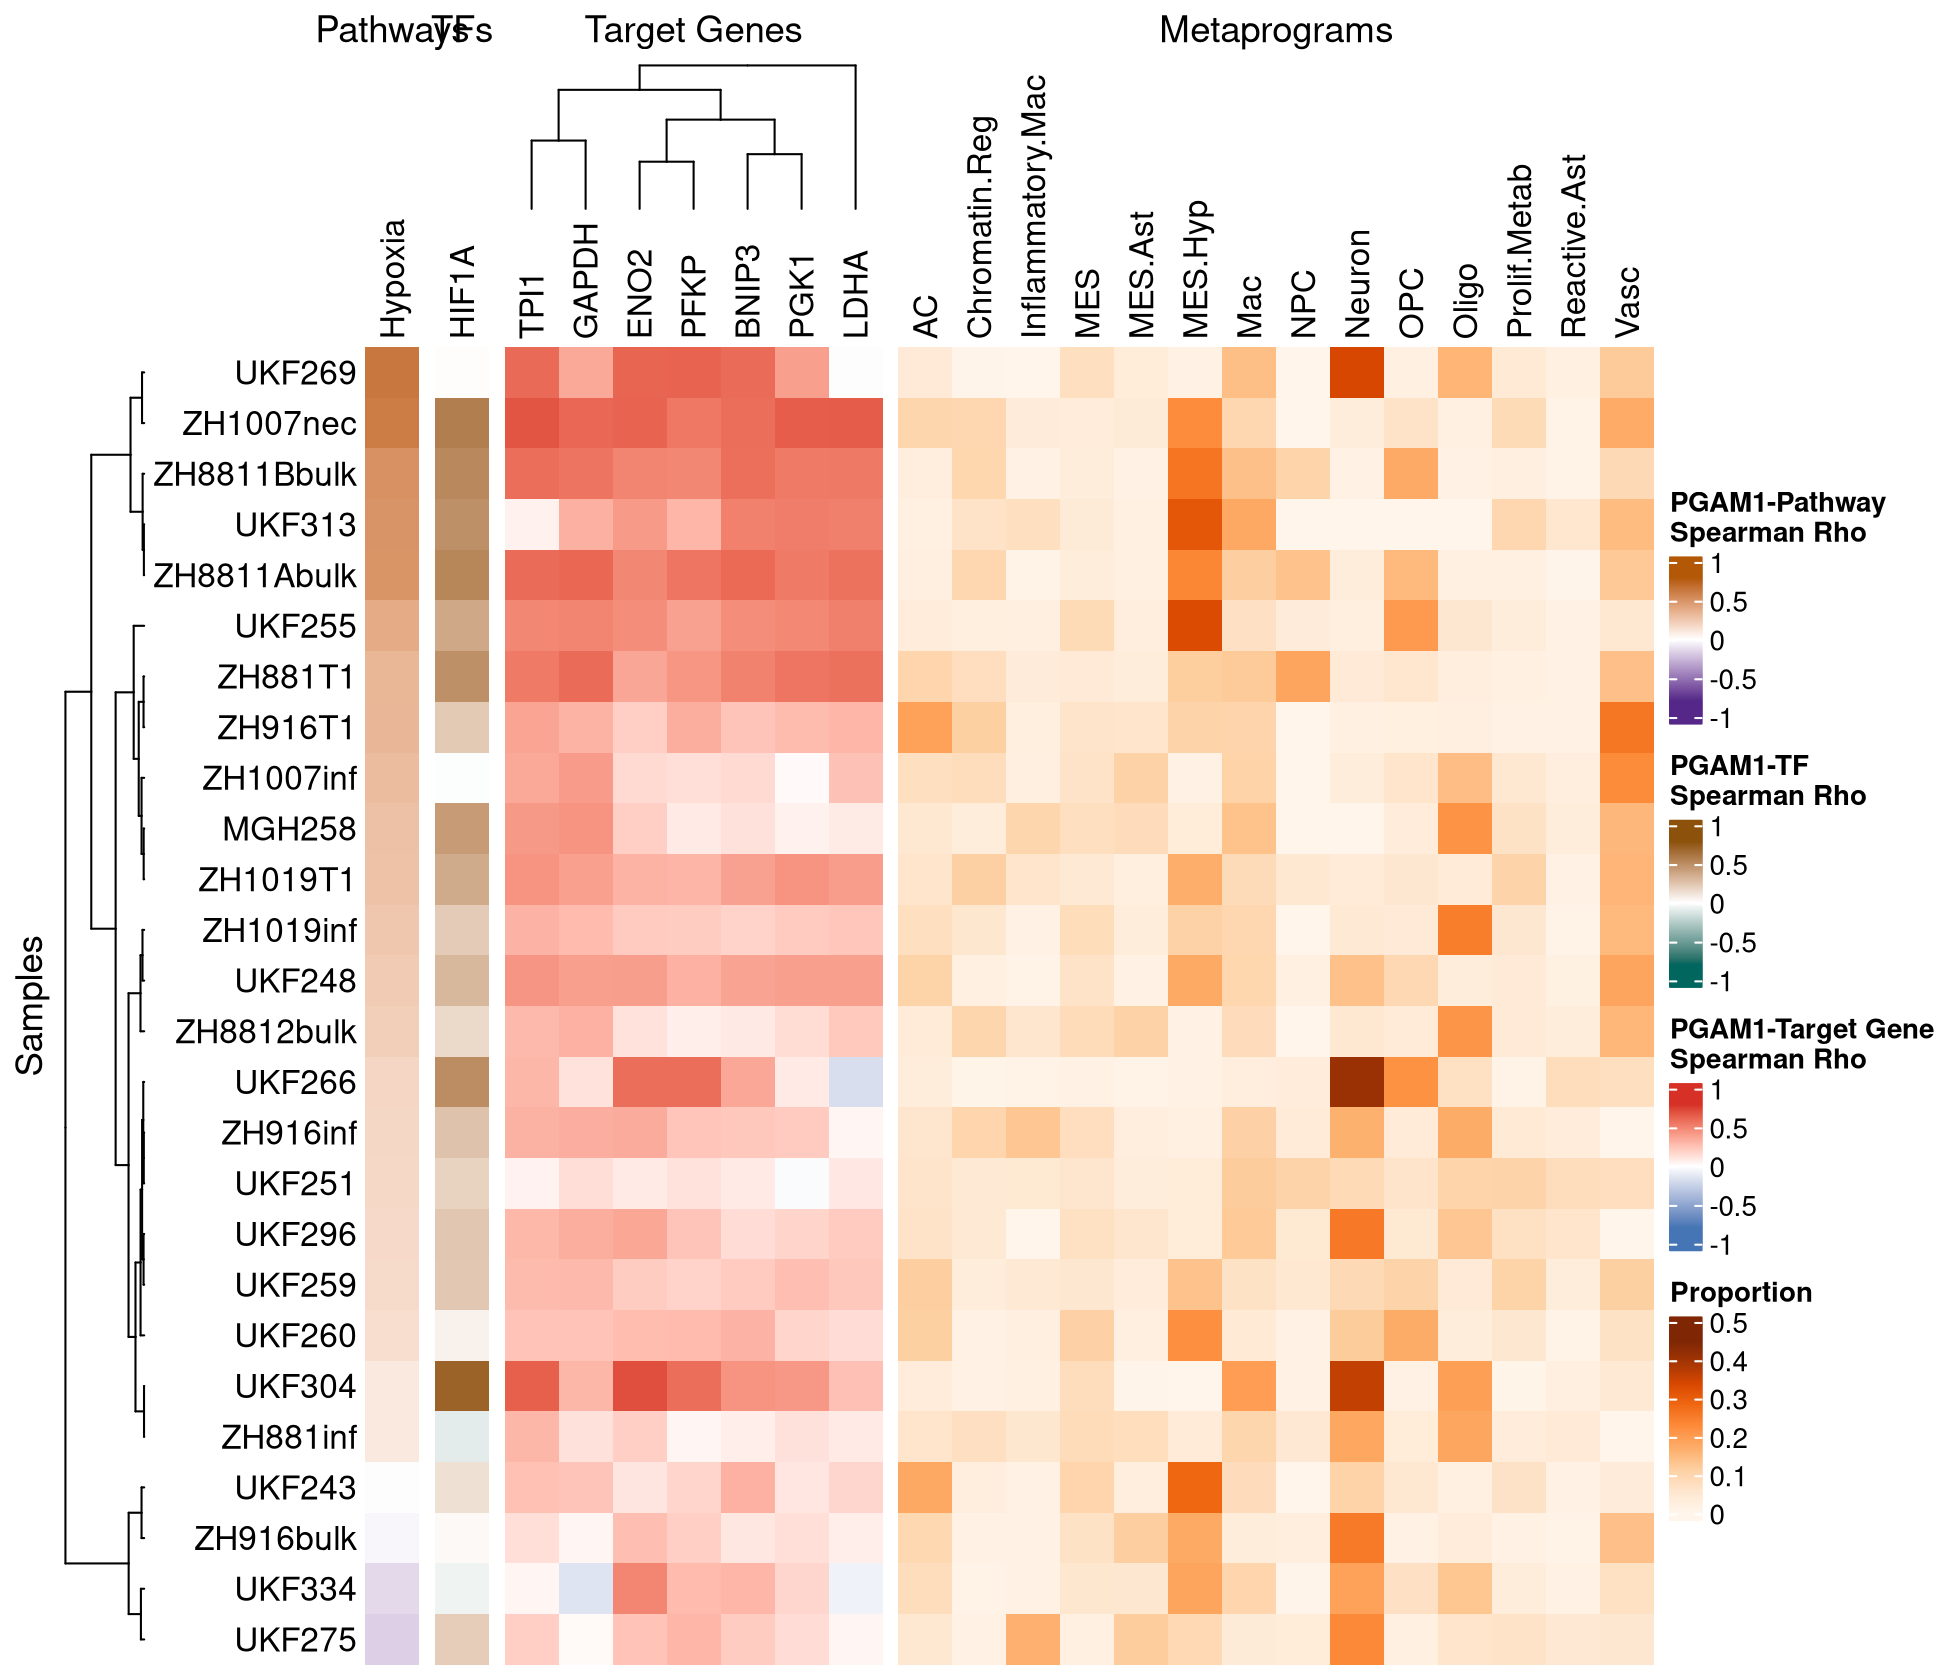 Pathways TFs Target Genes Metaprograms
Hypoxia HIF1A TPI1 GAPDH ENO2 PFKP BNIP3 PGK1 LDHA AC Chromatin.Reg Inflammatory.Mac MES MES.Ast MES.Hyp Mac NPC Neuron OPC Oligo Prolif.Metab Reactive.Ast Vasc
Samples
UKF269
ZH1007nec
ZH8811Bbulk
UKF313
ZH8811Abulk
UKF255
ZH881T1
ZH916T1
ZH1007inf
MGH258
ZH1019T1
ZH1019inf
UKF248
ZH8812bulk
UKF266
ZH916inf
UKF251
UKF296
UKF259
UKF260
UKF304
ZH881inf
UKF243
ZH916bulk
UKF334
UKF275
PGAM1-Pathway
Spearman Rho
1
0.5
0
-0.5
-1
PGAM1-TF
Spearman Rho
1
0.5
0
-0.5
-1
PGAM1-Target Gene
Spearman Rho
1
0.5
0
-0.5
-1
Proportion
0.5
0.4
0.3
0.2
0.1
0